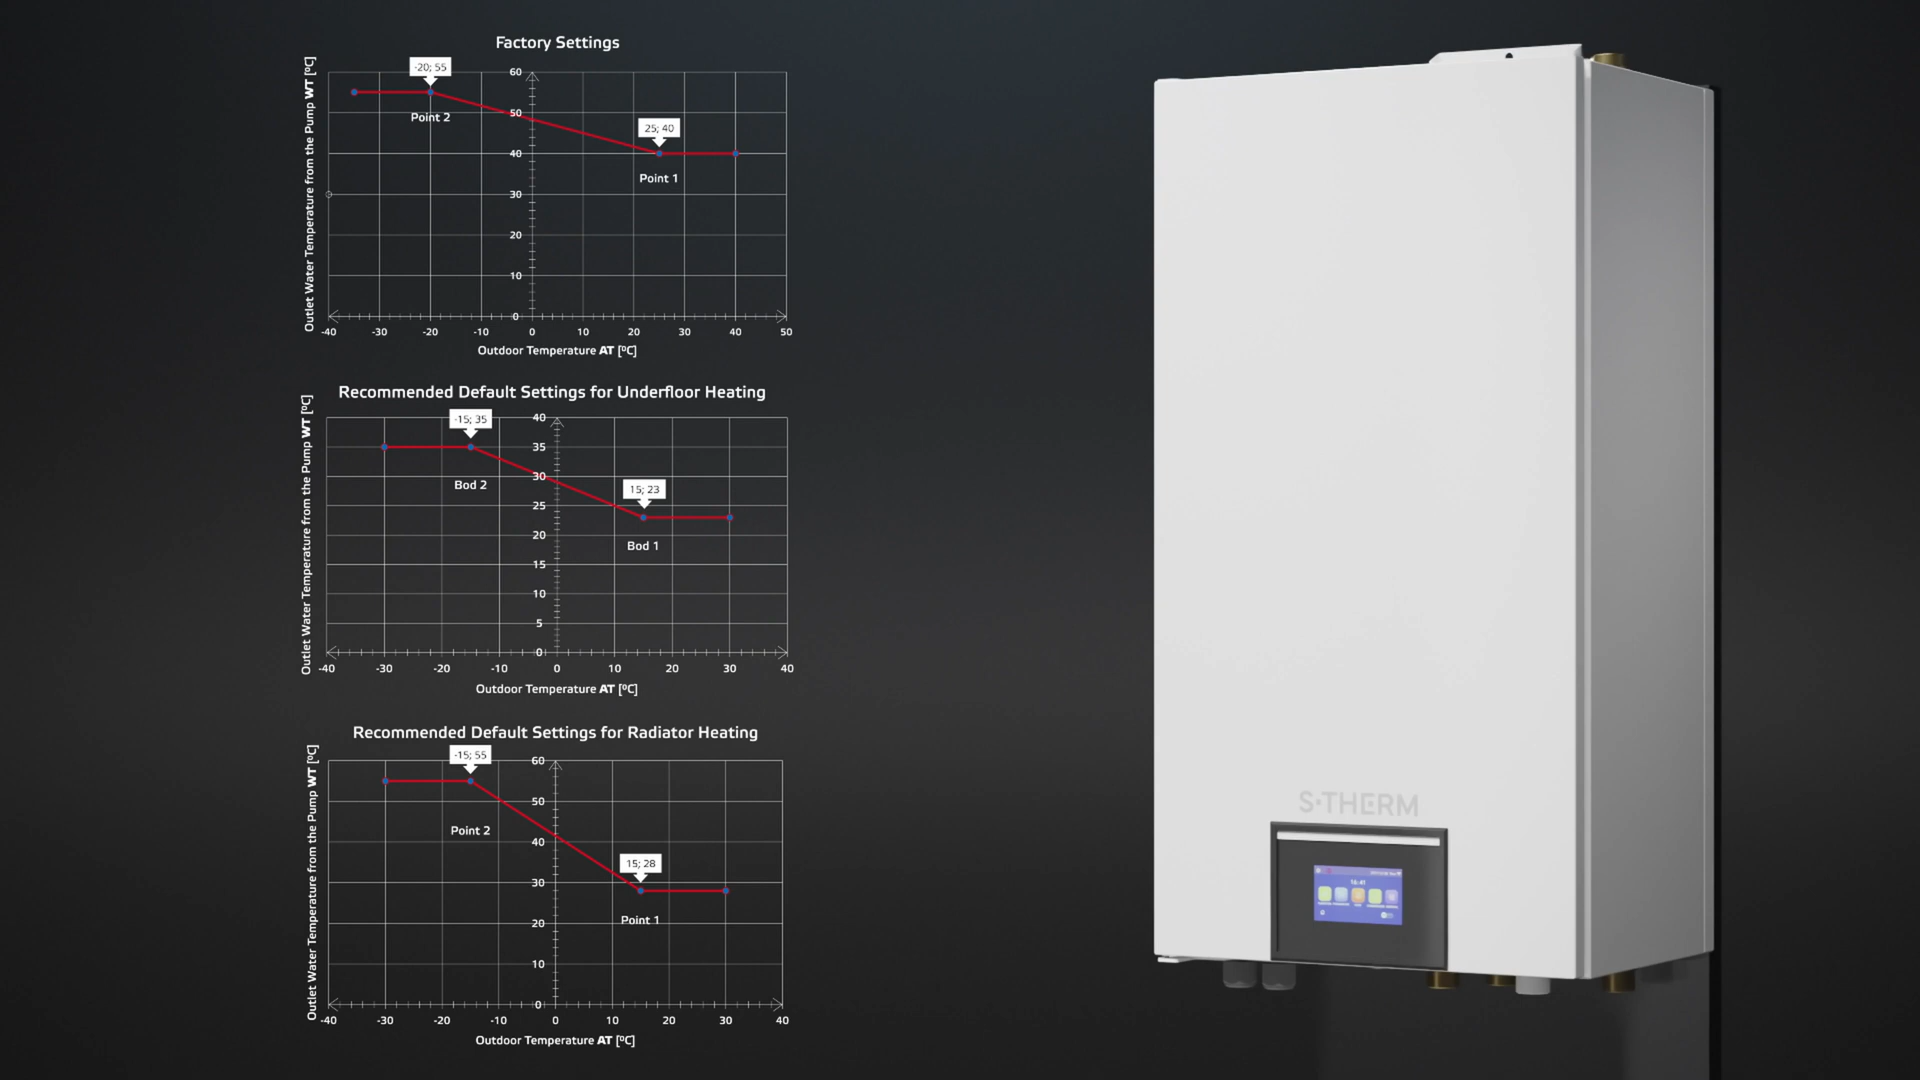 Factory Settings
Outlet Water Temperature from the Pump WT [ºC]
-20; 55
Point 2
25; 40
Point 1
60
50
40
30
20
10
0
-40 -30 -20 -10 0 10 20 30 40 50
Outdoor Temperature AT [ºC]
Recommended Default Settings for Underfloor Heating
Outlet Water Temperature from the Pump WT [ºC]
-15; 35
Bod 2
15; 23
Bod 1
40
35
30
25
20
15
10
5
0
-40 -30 -20 -10 0 10 20 30 40
Outdoor Temperature AT [ºC]
Recommended Default Settings for Radiator Heating
Outlet Water Temperature from the Pump WT [ºC]
-15; 55
Point 2
15; 28
Point 1
60
50
40
30
20
10
0
-40 -30 -20 -10 0 10 20 30 40
Outdoor Temperature AT [ºC]
S·THERM
16:41